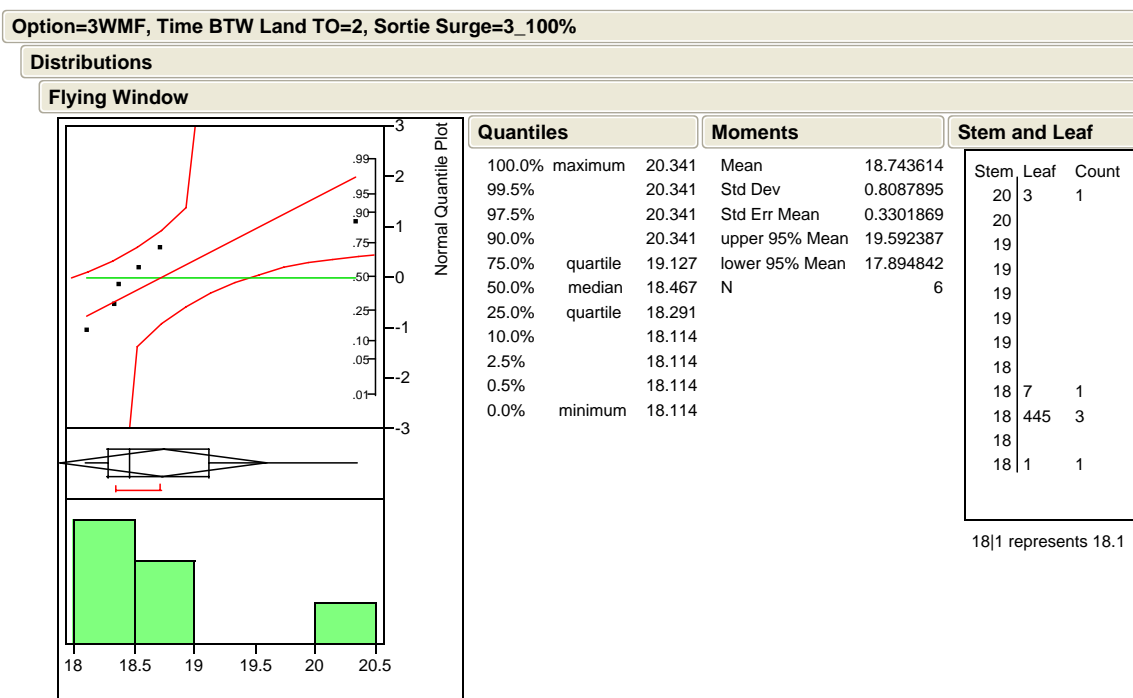 Option=3WMF, Time BTW Land TO=2, Sortie Surge=3_100%
Distributions
Flying Window
3
2
1
0
-1
-2
-3
.99
.95
.90
.75
.50
.25
.10
.05
.01
Normal Quantile Plot
18 18.5 19 19.5 20 20.5
Quantiles
100.0% maximum 20.341
99.5% 20.341
97.5% 20.341
90.0% 20.341
75.0% quartile 19.127
50.0% median 18.467
25.0% quartile 18.291
10.0% 18.114
2.5% 18.114
0.5% 18.114
0.0% minimum 18.114
Moments
Mean 18.743614
Std Dev 0.8087895
Std Err Mean 0.3301869
upper 95% Mean 19.592387
lower 95% Mean 17.894842
N 6
Stem and Leaf
Stem Leaf Count
20 3 1
20
19
19
19
19
19
18
18 7 1
18 445 3
18
18 1 1
18|1 represents 18.1